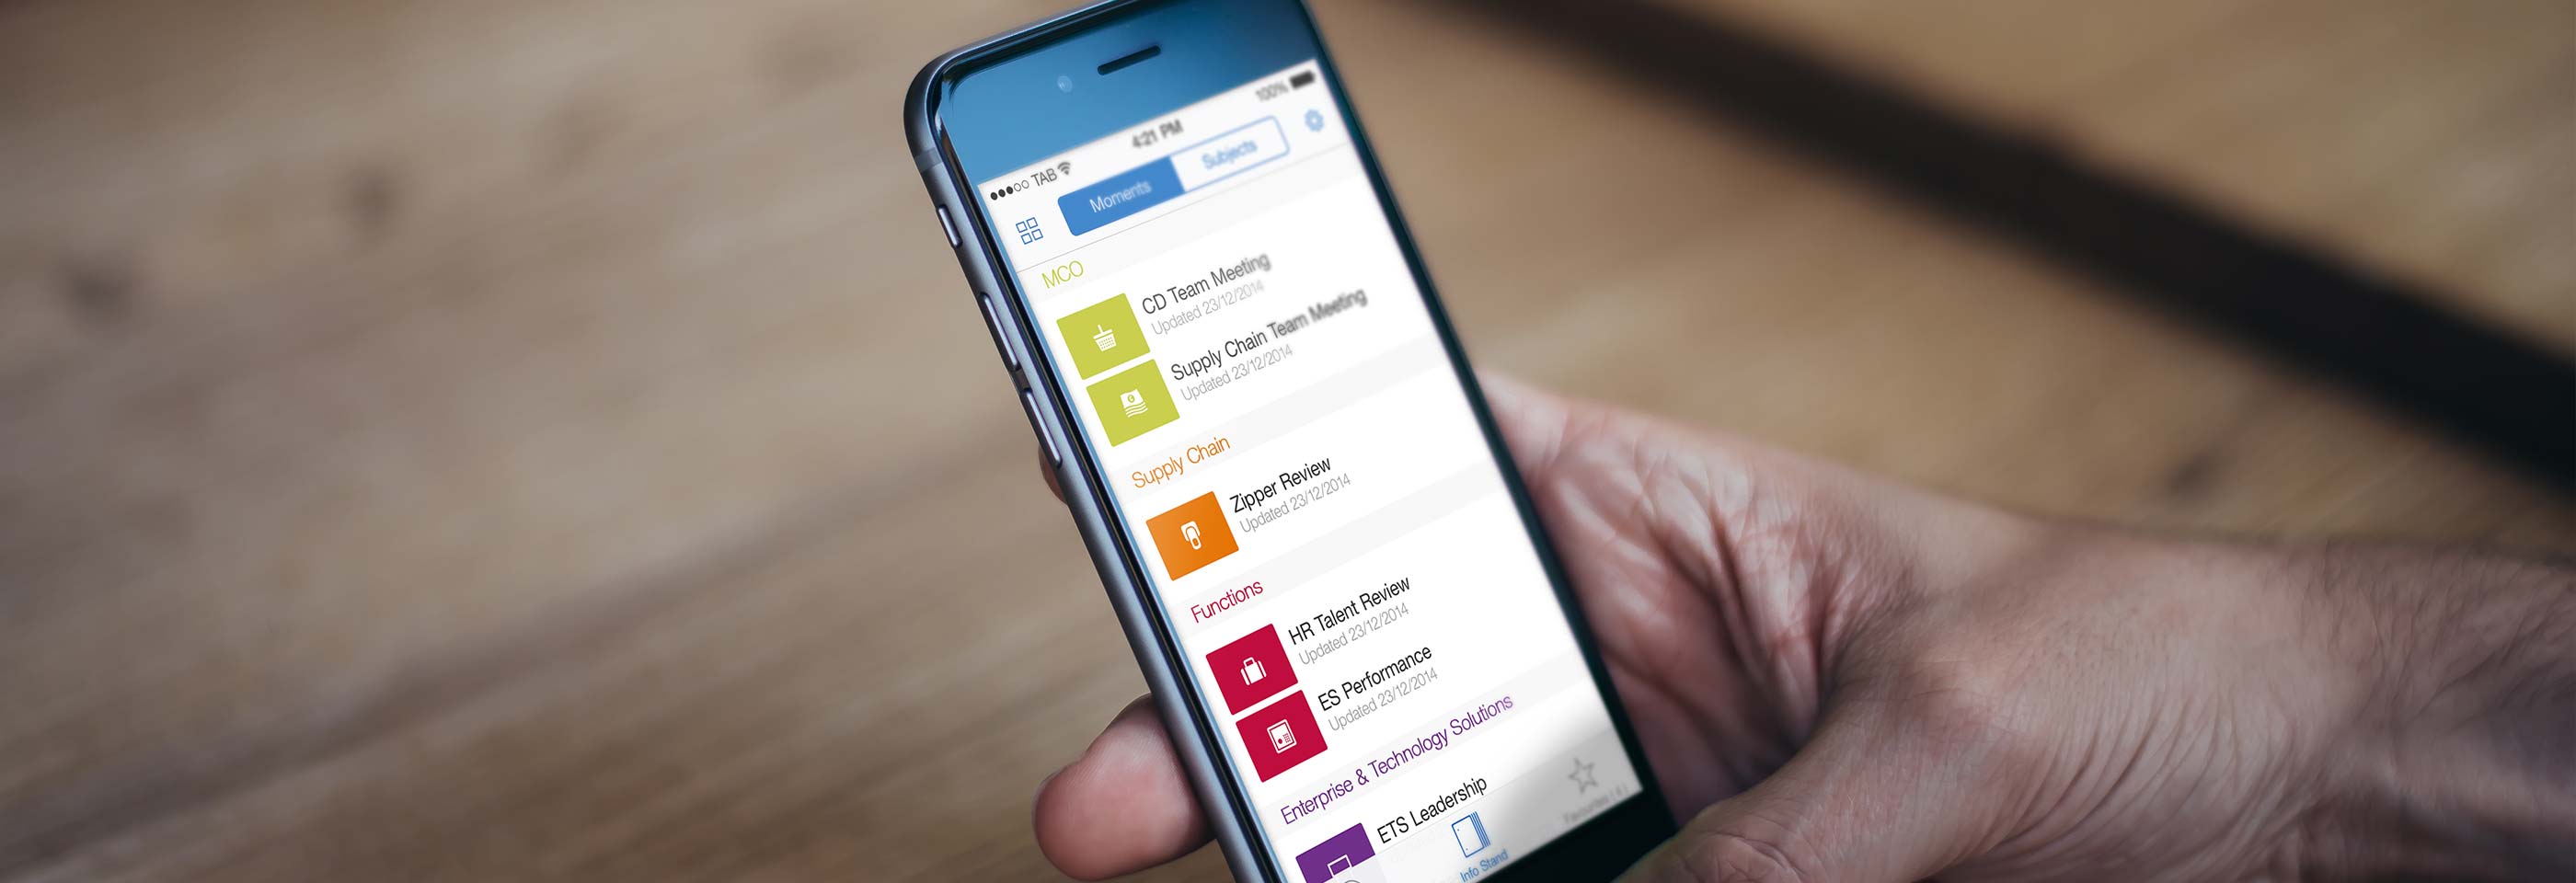 TAB 4:21 PM 100%
Moments Subjects
MCO
CD Team Meeting
Updated 23/12/2014
Supply Chain Team Meeting
Updated 23/12/2014
Supply Chain
Zipper Review
Updated 23/12/2014
Functions
HR Talent Review
Updated 23/12/2014
ES Performance
Updated 23/12/2014
Enterprise & Technology Solutions
ETS Leadership
Info Stand